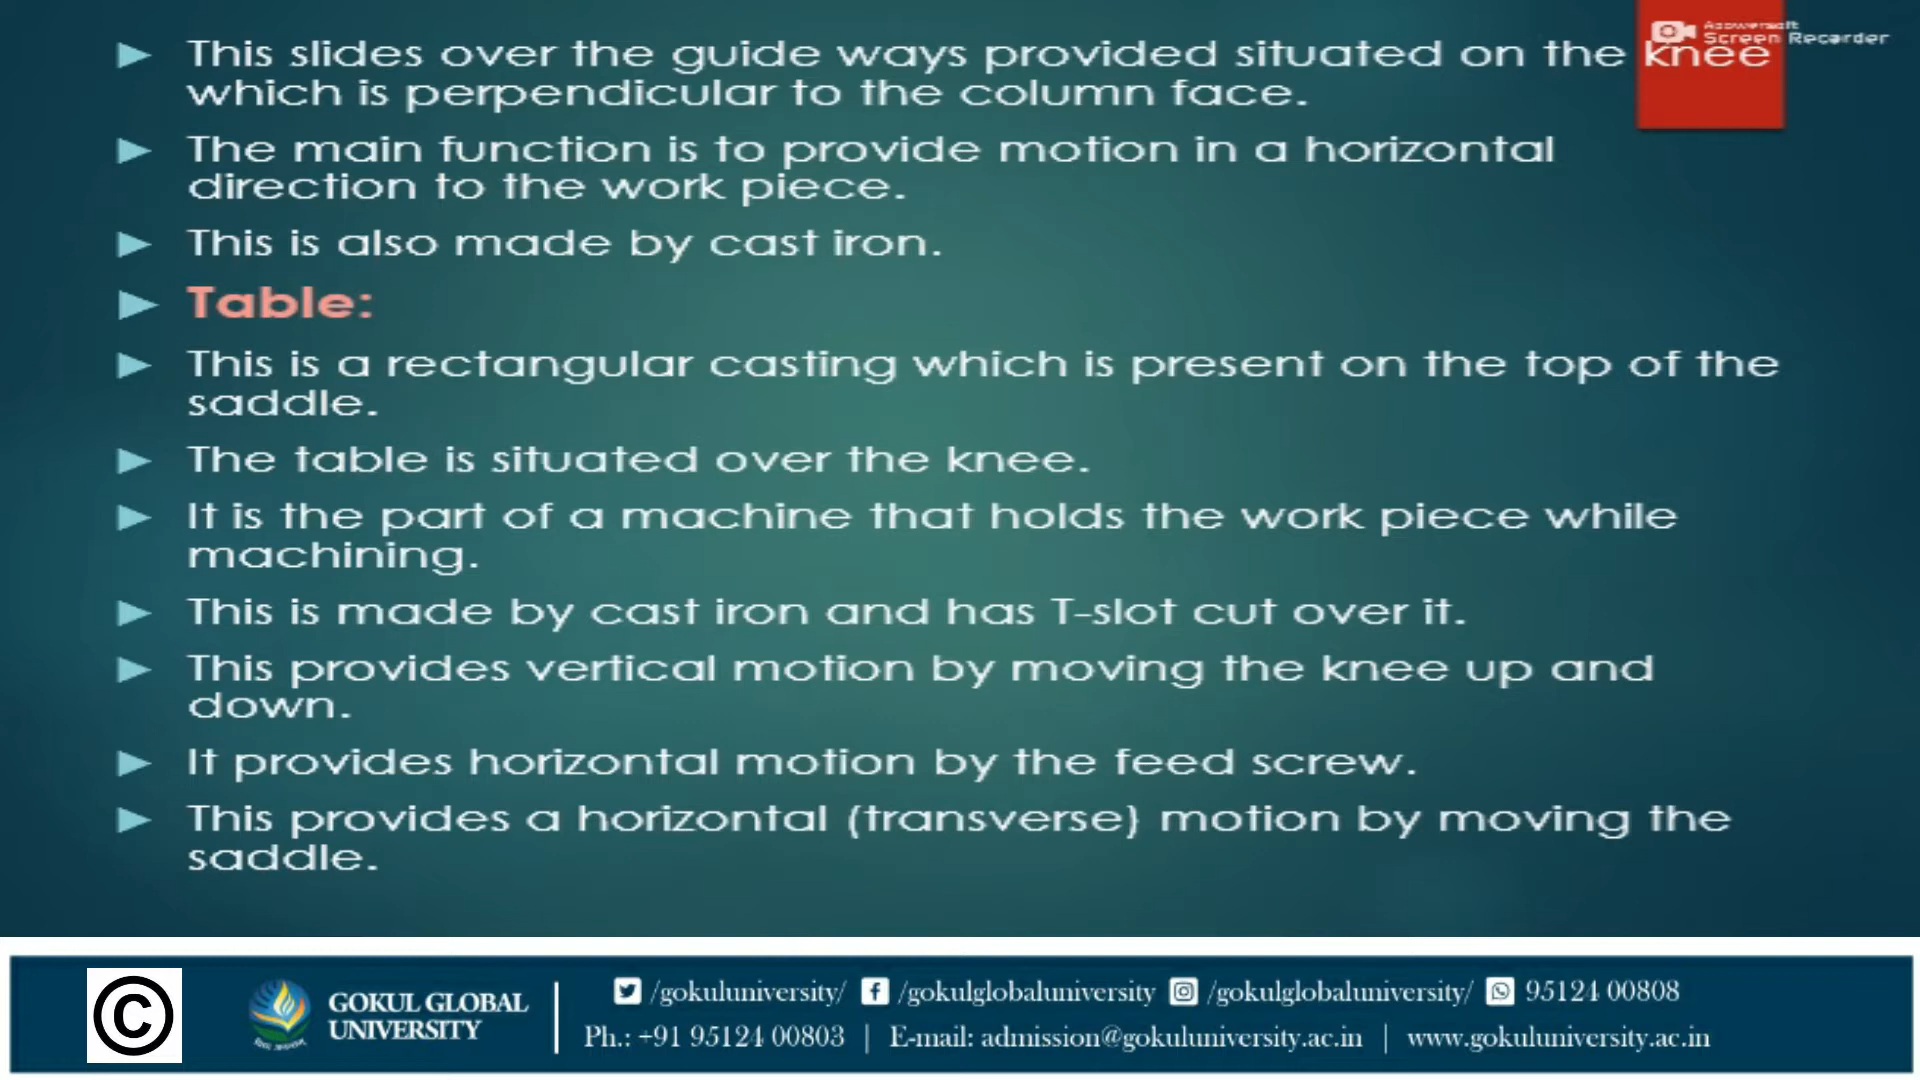 This slides over the guide ways provided situated on the knee
which is perpendicular to the column face.
The main function is to provide motion in a horizontal
direction to the work piece.
This is also made by cast iron.
Table:
This is a rectangular casting which is present on the top of the
saddle.
The table is situated over the knee.
It is the part of a machine that holds the work piece while
machining.
This is made by cast iron and has T-slot cut over it.
This provides vertical motion by moving the knee up and
down.
It provides horizontal motion by the feed screw.
This provides a horizontal (transverse} motion by moving the
saddle.
Apowersoft
Screen Recorder
©
GOKUL GLOBAL
UNIVERSITY
/gokuluniversity/ /gokulglobaluniversity /gokulglobaluniversity/ 95124 00808
Ph.: +91 95124 00803 | E-mail: admission@gokuluniversity.ac.in | www.gokuluniversity.ac.in